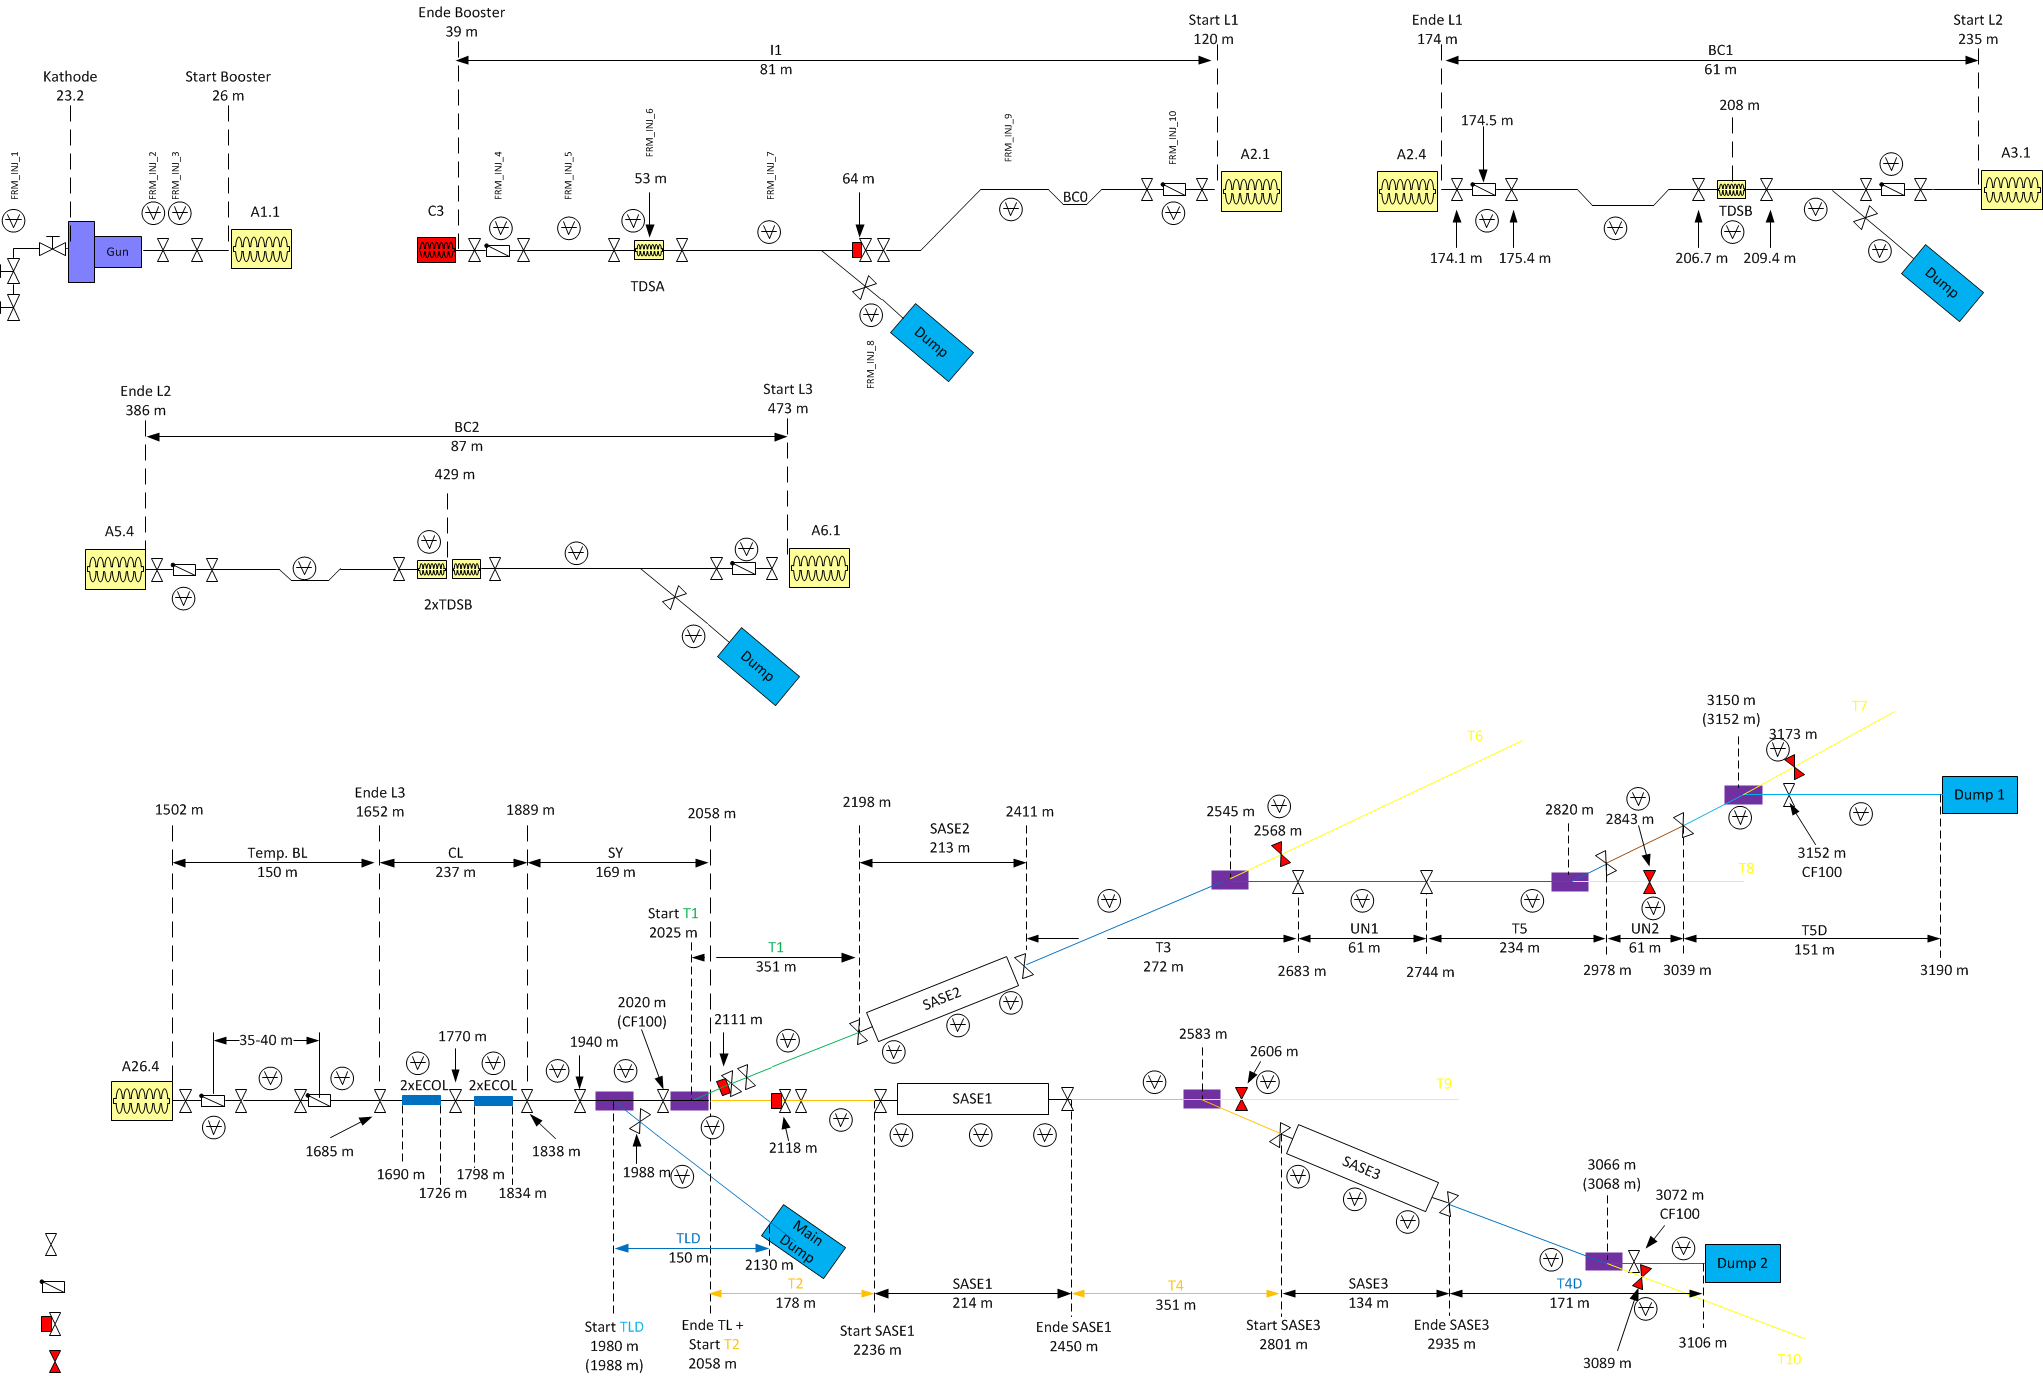 Kathode
23.2
Start Booster
26 m
Ende Booster
39 m
I1
81 m
Start L1
120 m
Ende L1
174 m
BC1
61 m
Start L2
235 m
FRM_INJ_1
FRM_INJ_2
FRM_INJ_3
FRM_INJ_4
FRM_INJ_5
FRM_INJ_6
FRM_INJ_7
FRM_INJ_9
FRM_INJ_10
Gun
A1.1
C3
53 m
TDSA
64 m
BC0
A2.1
Dump
FRM_INJ_8
A2.4
174.5 m
208 m
A3.1
TDSB
174.1 m
175.4 m
206.7 m
209.4 m
Dump
Ende L2
386 m
BC2
87 m
Start L3
473 m
429 m
A5.4
A6.1
2xTDSB
Dump
3150 m
(3152 m)
T7
3173 m
T6
Dump 1
1502 m
Ende L3
1652 m
1889 m
2058 m
2198 m
SASE2
213 m
2411 m
2545 m
2568 m
2820 m
2843 m
3152 m
CF100
T8
Temp. BL
150 m
CL
237 m
SY
169 m
Start T1
2025 m
T1
351 m
T3
272 m
UN1
61 m
T5
234 m
UN2
61 m
T5D
151 m
2683 m
2744 m
2978 m
3039 m
3190 m
SASE2
2020 m
(CF100)
2111 m
35-40 m
1770 m
1940 m
2583 m
2606 m
A26.4
2xECOL
2xECOL
SASE1
T9
1685 m
1690 m
1726 m
1798 m
1834 m
1838 m
1988 m
2118 m
SASE3
3066 m
(3068 m)
3072 m
CF100
Main
Dump
TLD
150 m
2130 m
Dump 2
T2
178 m
SASE1
214 m
T4
351 m
SASE3
134 m
T4D
171 m
Start TLD
1980 m
(1988 m)
Ende TL +
Start T2
2058 m
Start SASE1
2236 m
Ende SASE1
2450 m
Start SASE3
2801 m
Ende SASE3
2935 m
3089 m
3106 m
T10